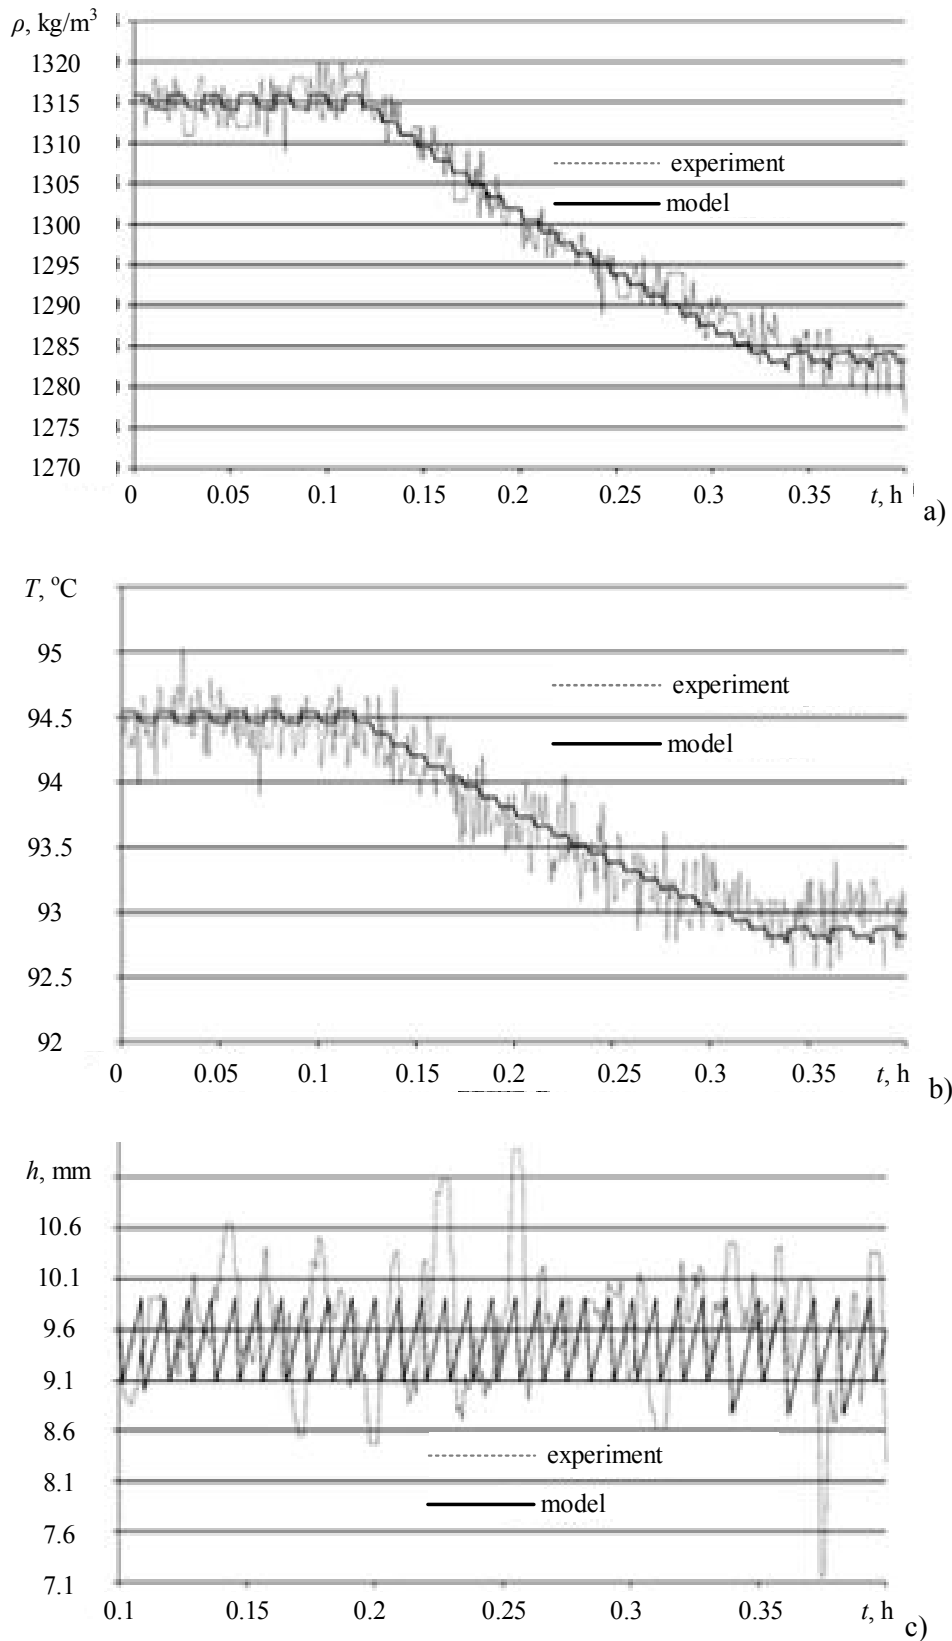 ρ, kg/m³
1320
1315
1310
1305
1300
1295
1290
1285
1280
1275
1270
experiment
model
0 0.05 0.1 0.15 0.2 0.25 0.3 0.35 t, h
a)
T, °C
95
94.5
94
93.5
93
92.5
92
experiment
model
0 0.05 0.1 0.15 0.2 0.25 0.3 0.35 t, h
b)
h, mm
10.6
10.1
9.6
9.1
8.6
8.1
7.6
7.1
experiment
model
0.1 0.15 0.2 0.25 0.3 0.35 t, h
c)